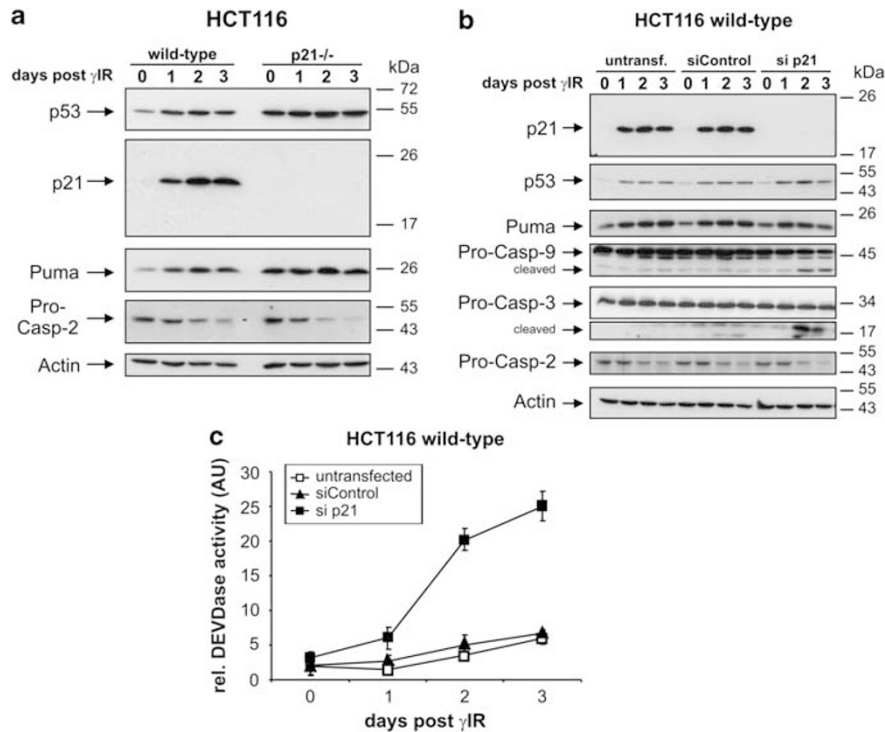 a
HCT116
wild-type p21-/-
days post γIR 0 1 2 3 0 1 2 3 kDa
72
p53 55
26
p21
17
Puma 26
Pro-
Casp-2
55
43
Actin 43
b
HCT116 wild-type
untransf. siControl si p21
days post γIR 0 1 2 3 0 1 2 3 0 1 2 3 kDa
26
p21
17
p53 55
43
Puma 26
Pro-Casp-9 45
cleaved
Pro-Casp-3 34
cleaved 17
Pro-Casp-2 55
43
Actin 55
43
c
HCT116 wild-type
rel. DEVDase activity (AU)
30
25
20
15
10
5
0
untransfected
siControl
si p21
0 1 2 3
days post γIR